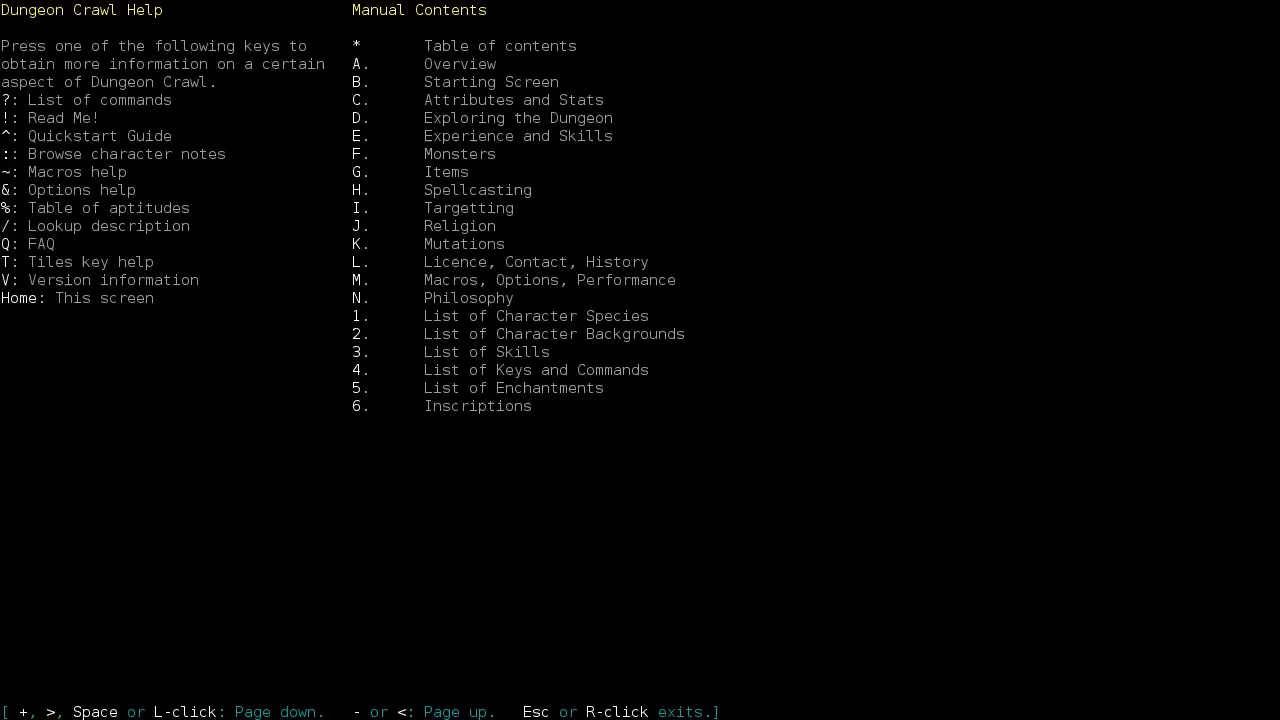 Dungeon Crawl Help
Press one of the following keys to
obtain more information on a certain
aspect of Dungeon Crawl.
?: List of commands
!: Read Me!
^: Quickstart Guide
:: Browse character notes
~: Macros help
&: Options help
%: Table of aptitudes
/: Lookup description
Q: FAQ
T: Tiles key help
V: Version information
Home: This screen
Manual Contents
* Table of contents
A. Overview
B. Starting Screen
C. Attributes and Stats
D. Exploring the Dungeon
E. Experience and Skills
F. Monsters
G. Items
H. Spellcasting
I. Targetting
J. Religion
K. Mutations
L. Licence, Contact, History
M. Macros, Options, Performance
N. Philosophy
1. List of Character Species
2. List of Character Backgrounds
3. List of Skills
4. List of Keys and Commands
5. List of Enchantments
6. Inscriptions
[ +, >, Space or L-click: Page down. - or <: Page up. Esc or R-click exits.]